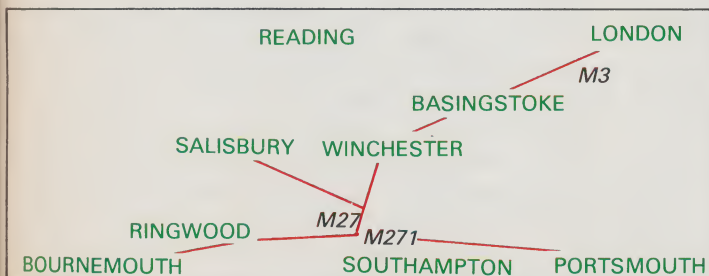 READING
LONDON
M3
BASINGSTOKE
SALISBURY
WINCHESTER
M27
RINGWOOD
M271
BOURNEMOUTH
SOUTHAMPTON
PORTSMOUTH